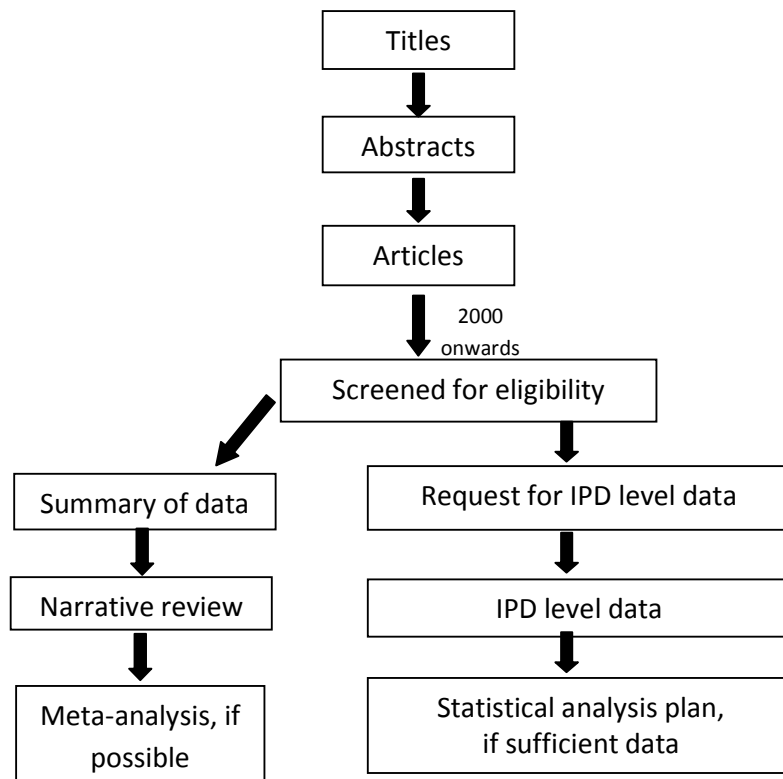 Titles
Abstracts
Articles
2000
onwards
Screened for eligibility
Summary of data
Narrative review
Meta-analysis, if
possible
Request for IPD level data
IPD level data
Statistical analysis plan,
if sufficient data